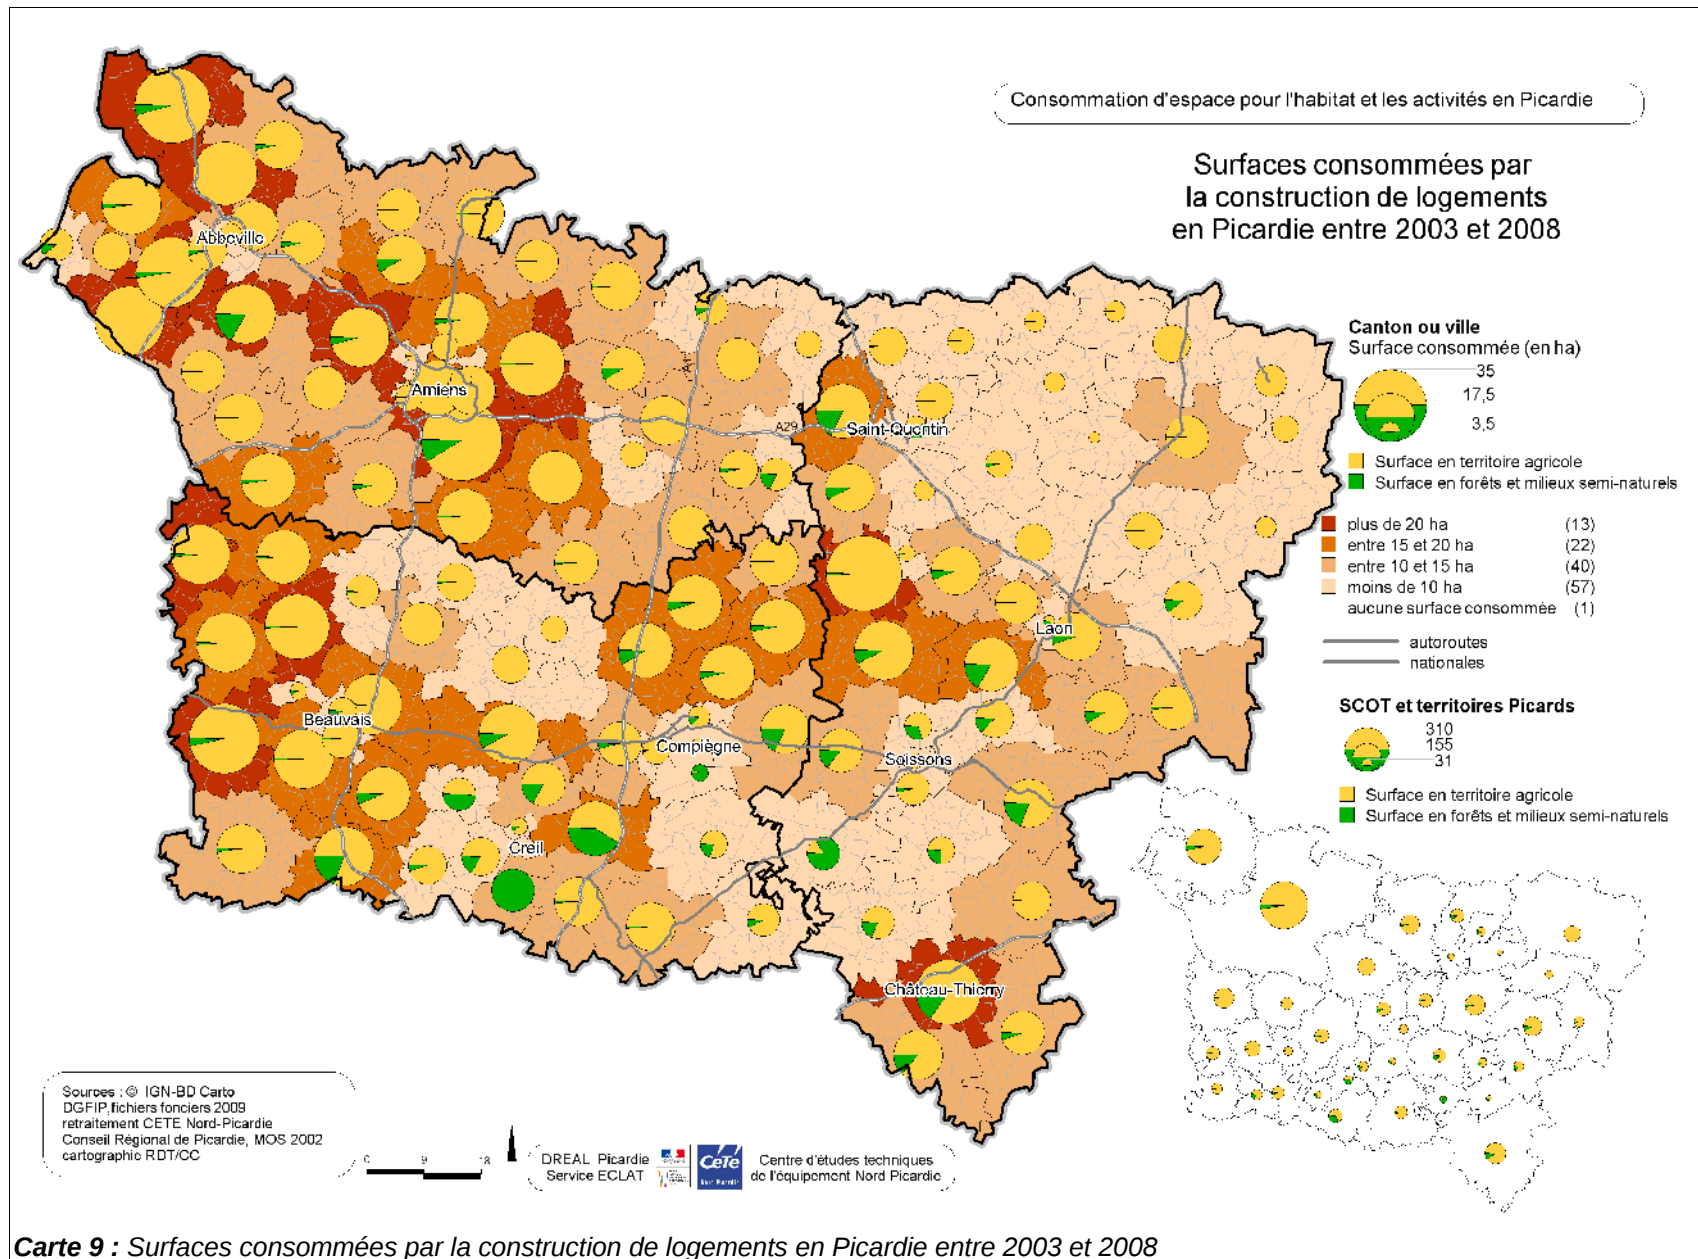 Consommation d'espace pour l'habitat et les activités en Picardie
Surfaces consommées par
la construction de logements
en Picardie entre 2003 et 2008
Canton ou ville
Surface consommée (en ha)
35
17,5
3,5
Surface en territoire agricole
Surface en forêts et milieux semi-naturels
plus de 20 ha (13)
entre 15 et 20 ha (22)
entre 10 et 15 ha (40)
moins de 10 ha (57)
aucune surface consommée (1)
autoroutes
nationales
SCOT et territoires Picards
310
155
31
Surface en territoire agricole
Surface en forêts et milieux semi-naturels
Abbeville
Amiens
A29
Saint-Quentin
Laon
Beauvais
Compiègne
Soissons
Creil
Château-Thierry
Sources : © IGN-BD Carto
DGFIP,fichiers fonciers 2009
retraitement CETE Nord-Picardie
Conseil Régional de Picardie, MOS 2002
cartographie RDT/CC
0 9 8
DREAL Picardie
Service ECLAT
CeTe
Nord Picardie
Centre d'études techniques
de l'équipement Nord Picardie
Carte 9 : Surfaces consommées par la construction de logements en Picardie entre 2003 et 2008